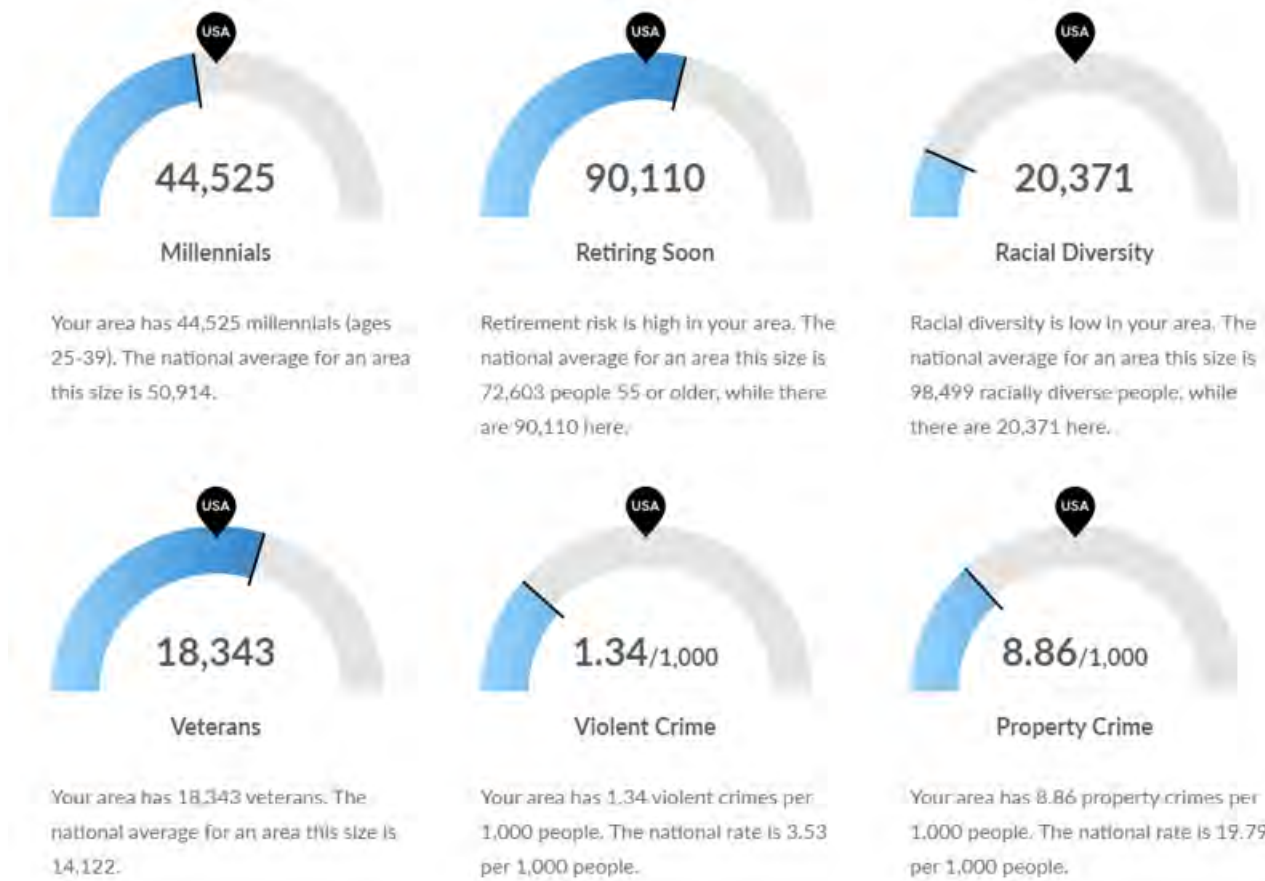 USA
44,525
Millennials
Your area has 44,525 millennials (ages
25-39). The national average for an area
this size is 50,914.
USA
90,110
Retiring Soon
Retirement risk is high in your area. The
national average for an area this size is
72,603 people 55 or older, while there
are 90,110 here.
USA
20,371
Racial Diversity
Racial diversity is low in your area. The
national average for an area this size is
98,499 racially diverse people, while
there are 20,371 here.
USA
18,343
Veterans
Your area has 18,343 veterans. The
national average for an area this size is
14,122.
USA
1.34/1,000
Violent Crime
Your area has 1.34 violent crimes per
1,000 people. The national rate is 3.53
per 1,000 people.
USA
8.86/1,000
Property Crime
Your area has 8.86 property crimes per
1,000 people. The national rate is 19.79
per 1,000 people.